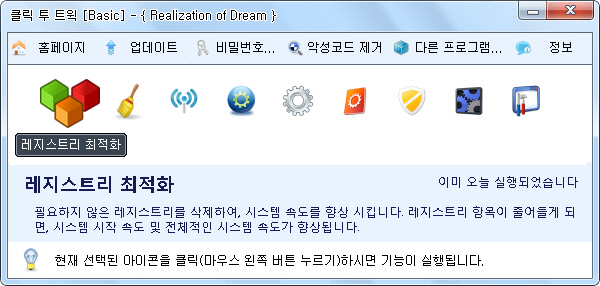 클릭 투 트윅 [Basic] - { Realization of Dream }
홈페이지 업데이트 비밀번호... 악성코드 제거 다른 프로그램... 정보
레지스트리 최적화
레지스트리 최적화 이미 오늘 실행되었습니다
필요하지 않은 레지스트리를 삭제하여, 시스템 속도를 향상 시킵니다. 레지스트리 항목이 줄어들게 되
면, 시스템 시작 속도 및 전체적인 시스템 속도가 향상됩니다.
현재 선택된 아이콘을 클릭(마우스 왼쪽 버튼 누르기)하시면 기능이 실행됩니다.